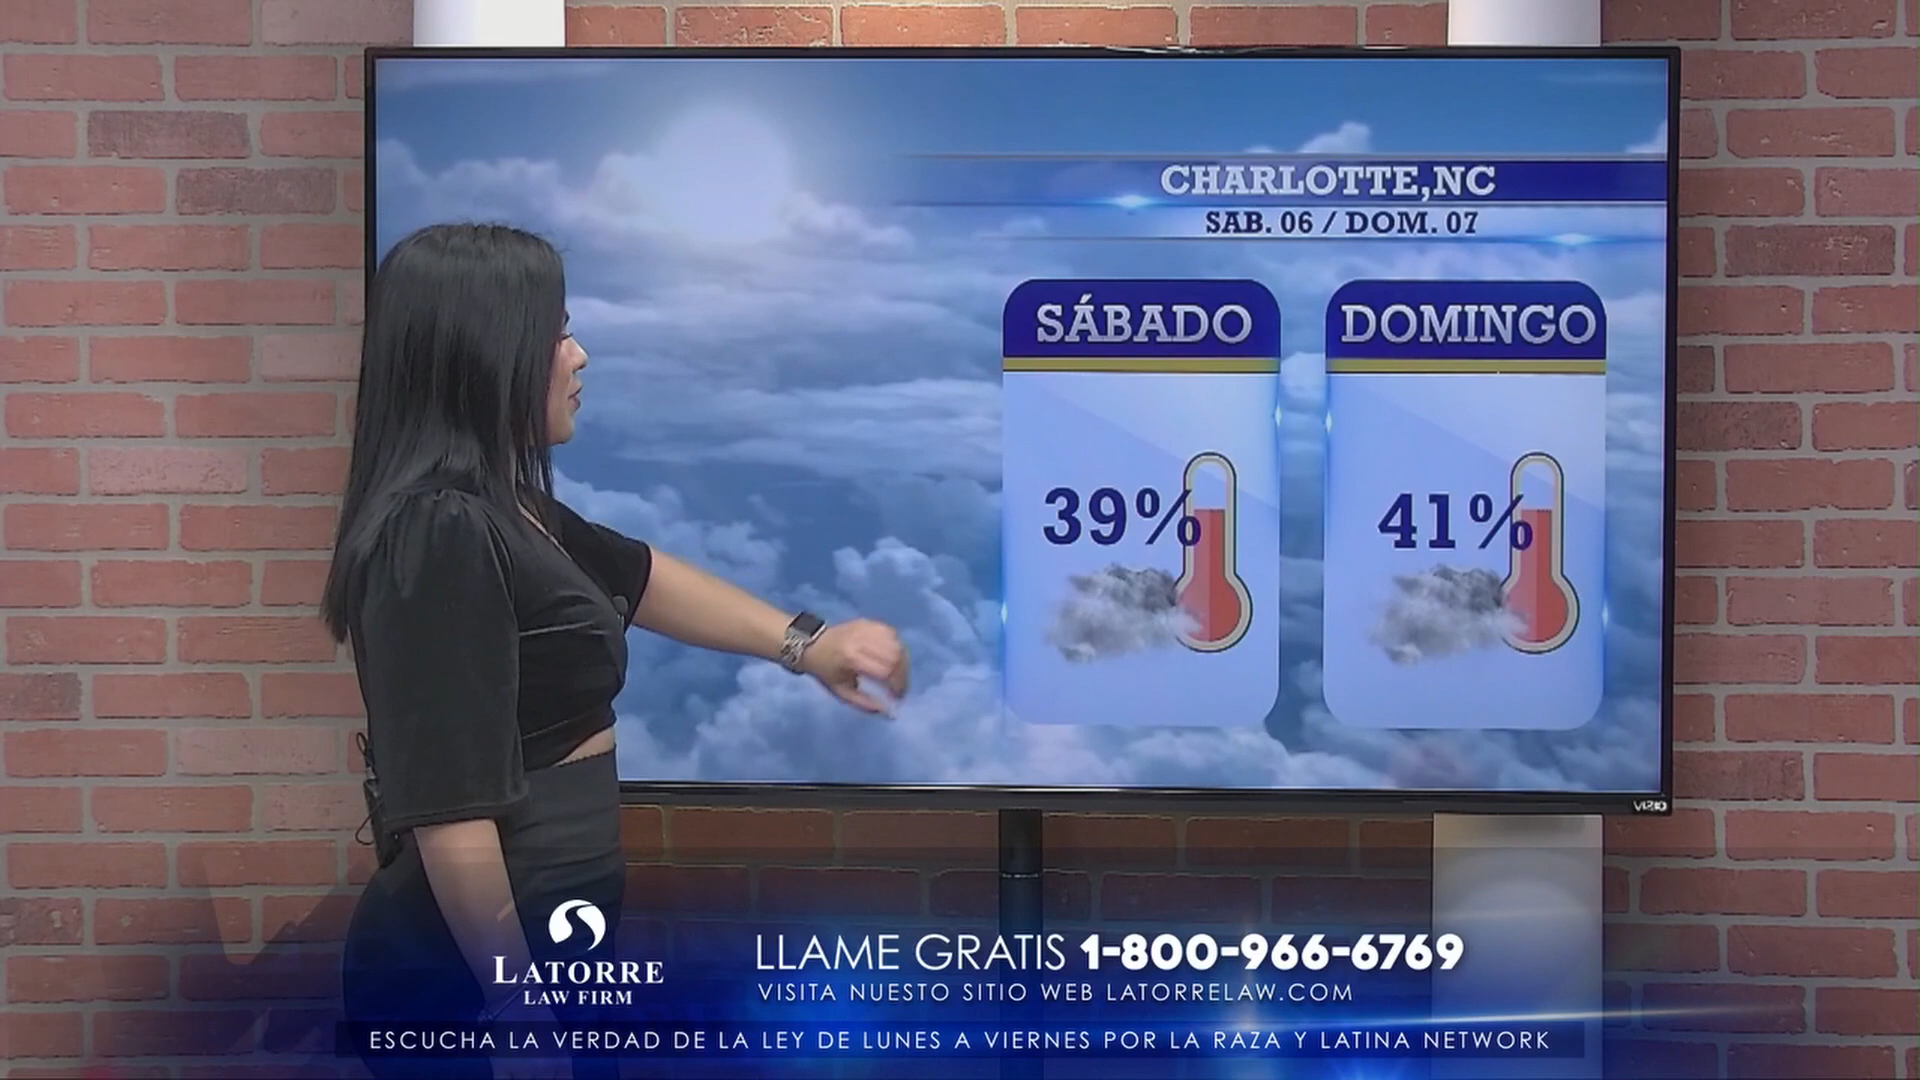 CHARLOTTE,NC
SAB. 06 / DOM. 07
SÁBADO
DOMINGO
39%
41%
VIZIO
LATORRE
LAW FIRM
LLAME GRATIS 1-800-966-6769
VISITA NUESTO SITIO WEB LATORRELAW.COM
ESCUCHA LA VERDAD DE LA LEY DE LUNES A VIERNES POR LA RAZA Y LATINA NETWORK